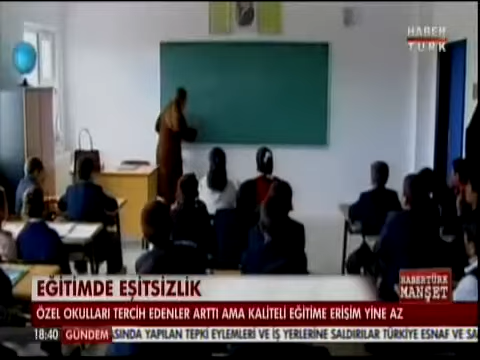 HABER
TÜRK
EĞİTİMDE EŞİTSİZLİK
HABERTÜRK
MANŞET
ÖZEL OKULLARI TERCİH EDENLER ARTTI AMA KALİTELİ EĞİTİME ERİŞİM YİNE AZ
18:40 GÜNDEM ASINDA YAPILAN TEPKİ EYLEMLERİ VE İŞ YERLERİNE SALDIRILAR TÜRKİYE ESNAF VE SA